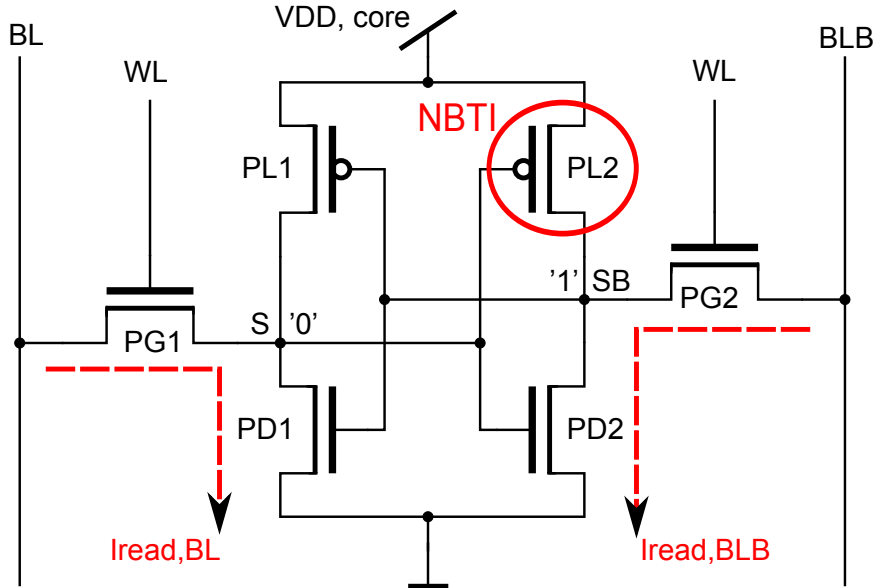 VDD, core
BL
BLB
WL
WL
NBTI
PL1
PL2
'1' SB
PG2
S '0'
PG1
PD1
PD2
Iread,BL
Iread,BLB